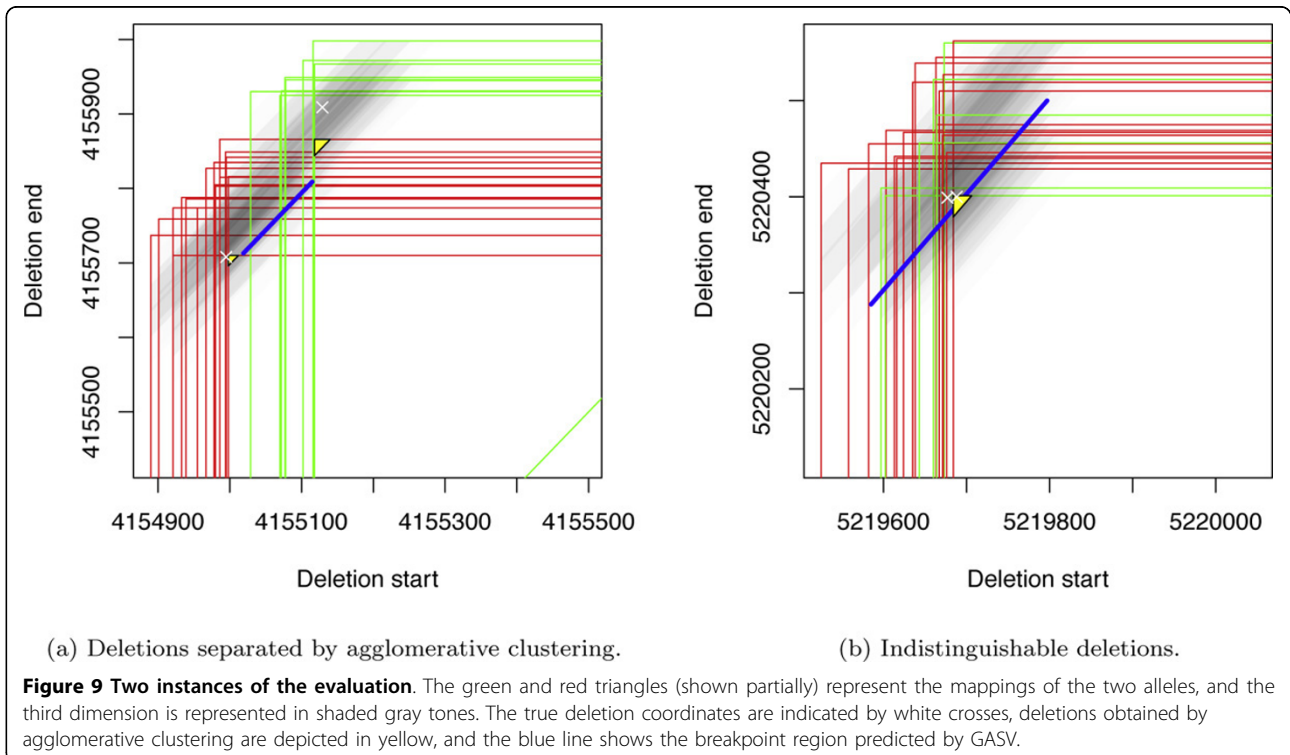 4155900
4155700
4155500
Deletion end
4154900 4155100 4155300 4155500
Deletion start
(a) Deletions separated by agglomerative clustering.
5220400
5220200
Deletion end
5219600 5219800 5220000
Deletion start
(b) Indistinguishable deletions.
Figure 9 Two instances of the evaluation. The green and red triangles (shown partially) represent the mappings of the two alleles, and the
third dimension is represented in shaded gray tones. The true deletion coordinates are indicated by white crosses, deletions obtained by
agglomerative clustering are depicted in yellow, and the blue line shows the breakpoint region predicted by GASV.